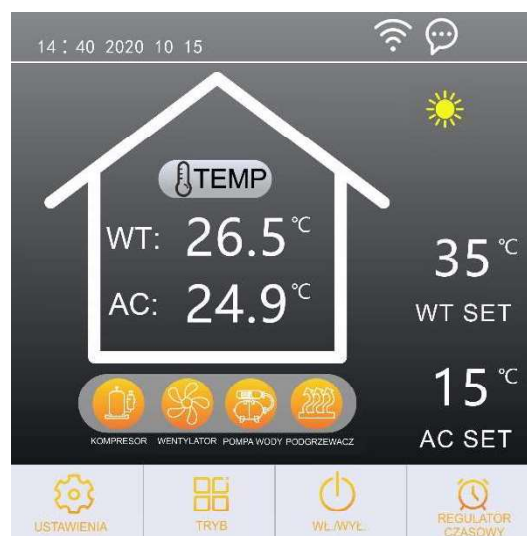 14 : 40 2020 10 15
TEMP
WT: 26.5 °C
AC: 24.9 °C
35 °C
WT SET
15 °C
AC SET
KOMPRESOR WENTYLATOR POMPA WODY PODGRZEWACZ
USTAWIENIA
TRYB
WŁ./WYŁ.
REGULATOR
CZASOWY